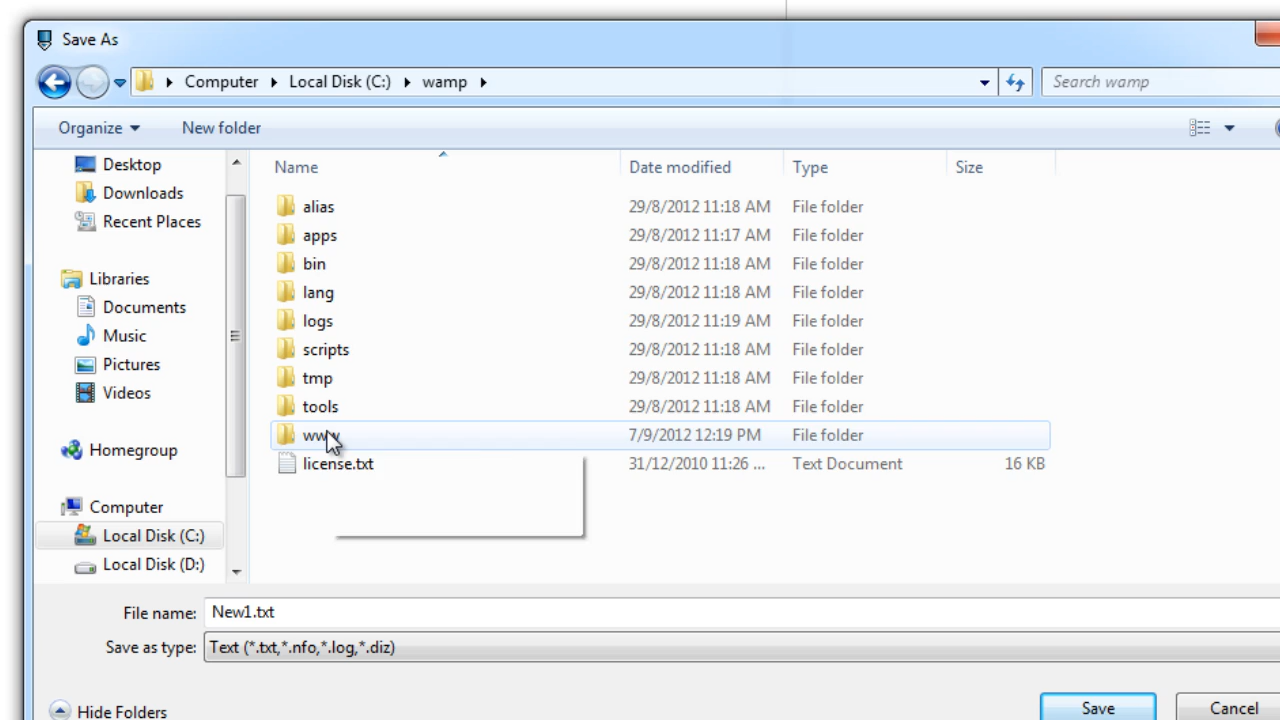 Save As
Computer Local Disk (C:) wamp
Search wamp
Organize New folder
Name Date modified Type Size
Desktop
Downloads
Recent Places
Libraries
Documents
Music
Pictures
Videos
Homegroup
Computer
Local Disk (C:)
Local Disk (D:)
alias 29/8/2012 11:18 AM File folder
apps 29/8/2012 11:17 AM File folder
bin 29/8/2012 11:18 AM File folder
lang 29/8/2012 11:18 AM File folder
logs 29/8/2012 11:19 AM File folder
scripts 29/8/2012 11:18 AM File folder
tmp 29/8/2012 11:18 AM File folder
tools 29/8/2012 11:18 AM File folder
www 7/9/2012 12:19 PM File folder
license.txt 31/12/2010 11:26 ... Text Document 16 KB
File name: New1.txt
Save as type: Text (*.txt,*.nfo,*.log,*.diz)
Hide Folders
Save Cancel